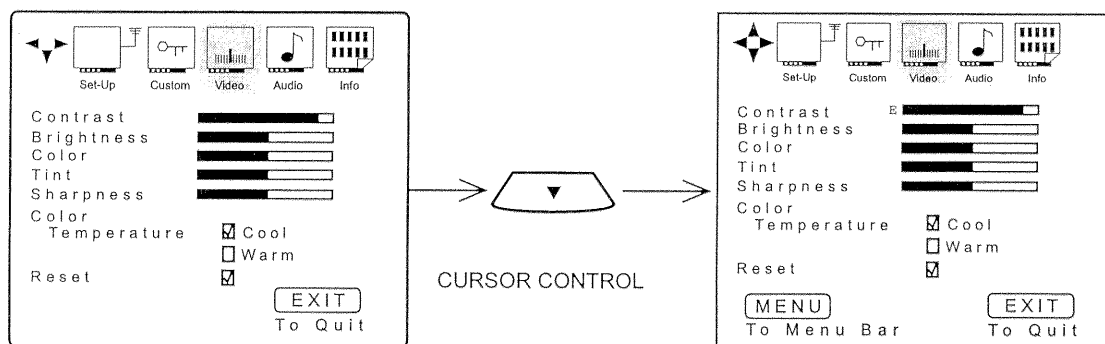 Set-Up Custom Video Audio Info
Contrast
Brightness
Color
Tint
Sharpness
Color
Temperature Cool
Warm
Reset
EXIT
To Quit
CURSOR CONTROL
Set-Up Custom Video Audio Info
Contrast E
Brightness
Color
Tint
Sharpness
Color
Temperature Cool
Warm
Reset
MENU EXIT
To Menu Bar To Quit